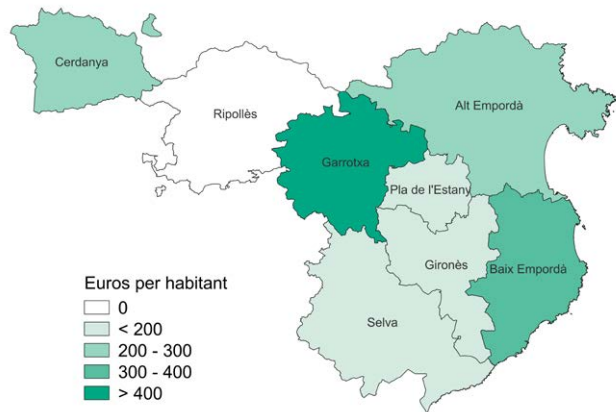 Cerdanya
Ripollès
Alt Empordà
Garrotxa
Pla de l'Estany
Gironès
Baix Empordà
Selva
Euros per habitant
0
< 200
200 - 300
300 - 400
> 400